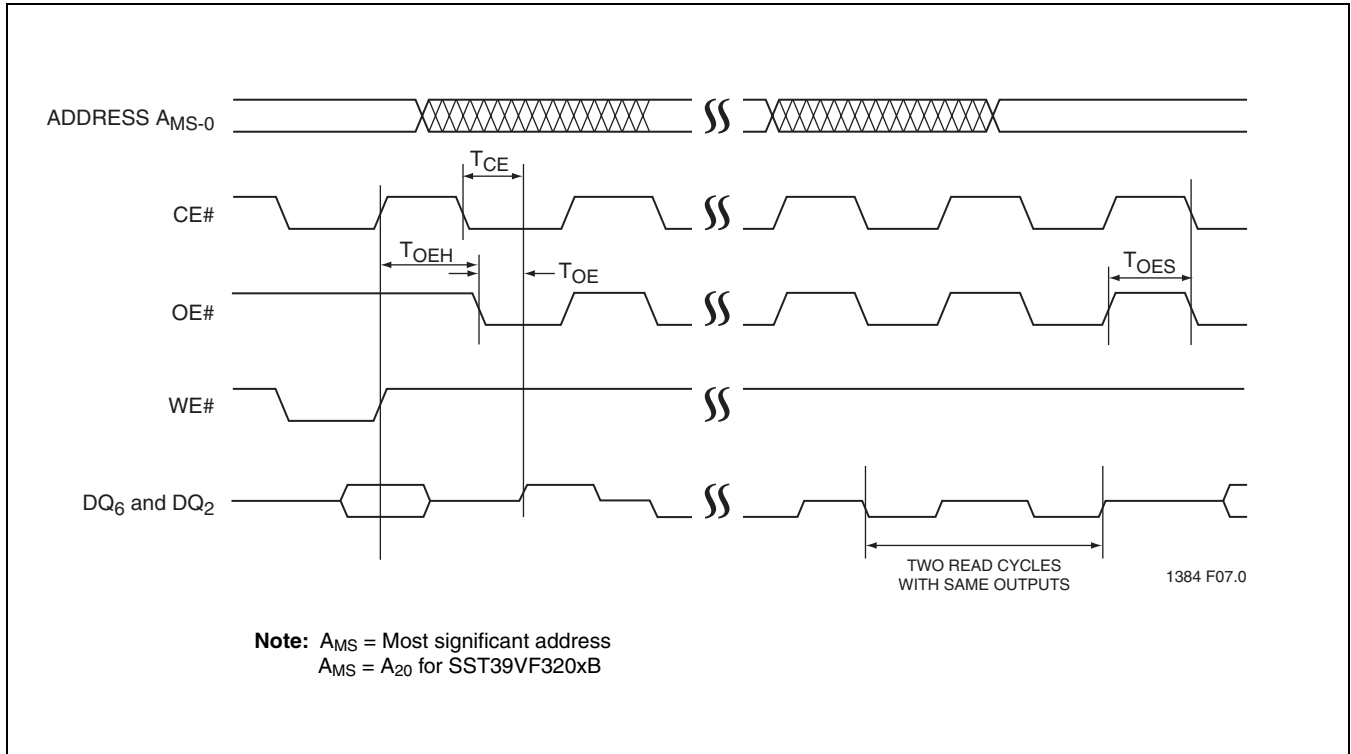 ADDRESS AMS-0
TCE
CE#
TOEH
TOE
TOES
OE#
WE#
DQ6 and DQ2
TWO READ CYCLES
WITH SAME OUTPUTS
1384 F07.0
Note: AMS = Most significant address
AMS = A20 for SST39VF320xB